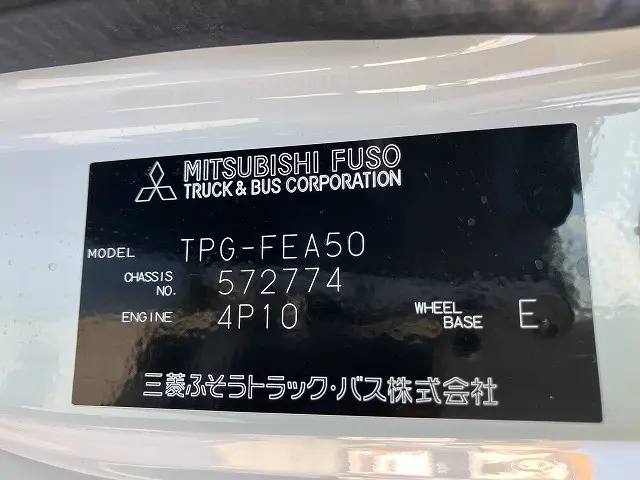 MITSUBISHI FUSO
TRUCK & BUS CORPORATION
MODEL TPG-FEA50
CHASSIS NO. 572774
ENGINE 4P10 WHEEL BASE E
三菱ふそうトラック・バス株式会社